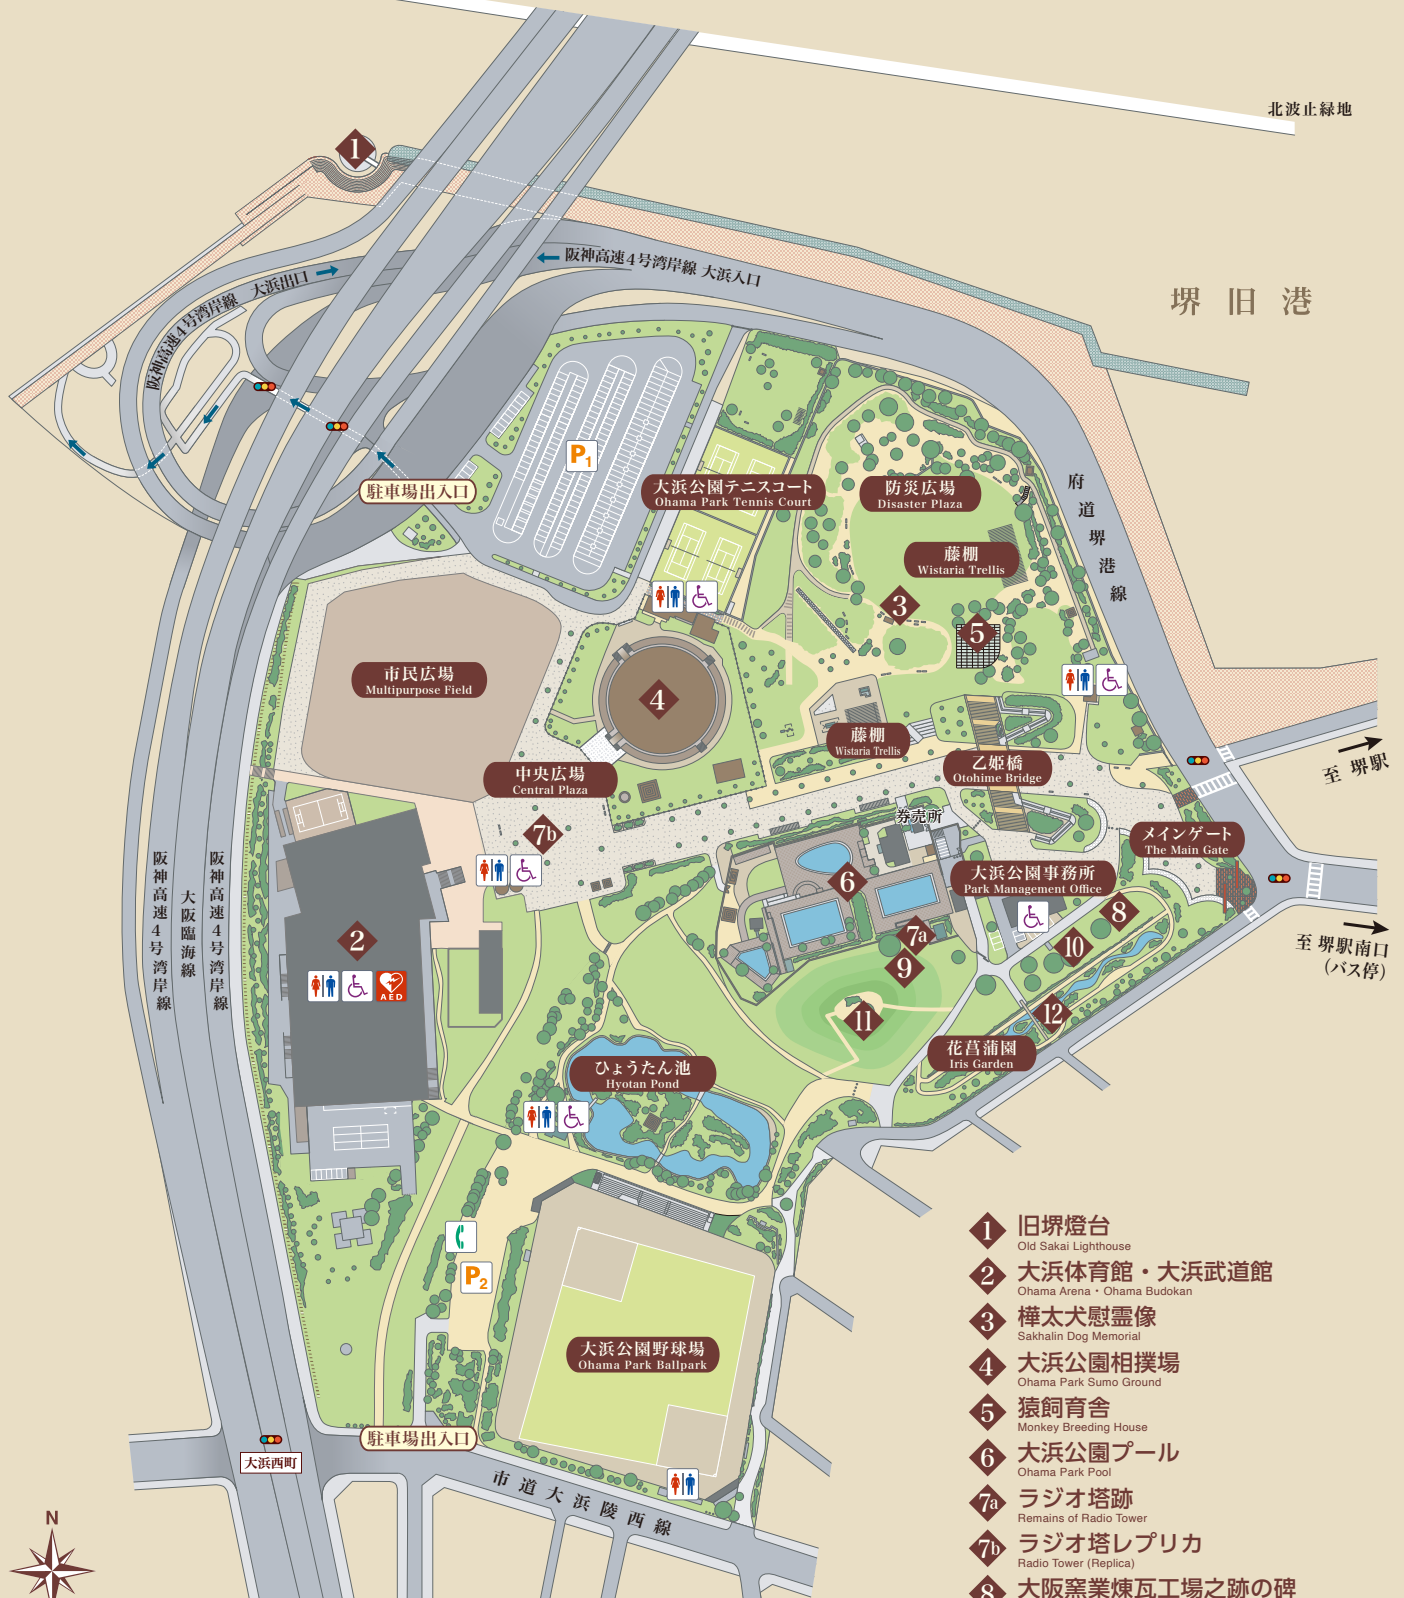 北波止緑地
1
堺旧港
阪神高速4号湾岸線 大浜入口
阪神高速4号湾岸線 大浜出口
P1
駐車場出入口
大浜公園テニスコート
Ohama Park Tennis Court
防災広場
Disaster Plaza
藤棚
Wistaria Trellis
府道堺港線
3
5
市民広場
Multipurpose Field
4
藤棚
Wistaria Trellis
乙姫橋
Otohime Bridge
至 堺駅
中央広場
Central Plaza
7b
券売所
メインゲート
The Main Gate
大浜公園事務所
Park Management Office
6
7a
8
9
10
11
12
至 堺駅南口
(バス停)
阪神高速4号湾岸線
大阪臨海線
阪神高速4号湾岸線
2
AED
花菖蒲園
Iris Garden
ひょうたん池
Hyotan Pond
P2
大浜公園野球場
Ohama Park Ballpark
駐車場出入口
大浜西町
市道大浜陵西線
N
1 旧堺燈台
Old Sakai Lighthouse
2 大浜体育館・大浜武道館
Ohama Arena・Ohama Budokan
3 樺太犬慰霊像
Sakhalin Dog Memorial
4 大浜公園相撲場
Ohama Park Sumo Ground
5 猿飼育舎
Monkey Breeding House
6 大浜公園プール
Ohama Park Pool
7a ラジオ塔跡
Remains of Radio Tower
7b ラジオ塔レプリカ
Radio Tower (Replica)
8 大阪窯業煉瓦工場之跡の碑